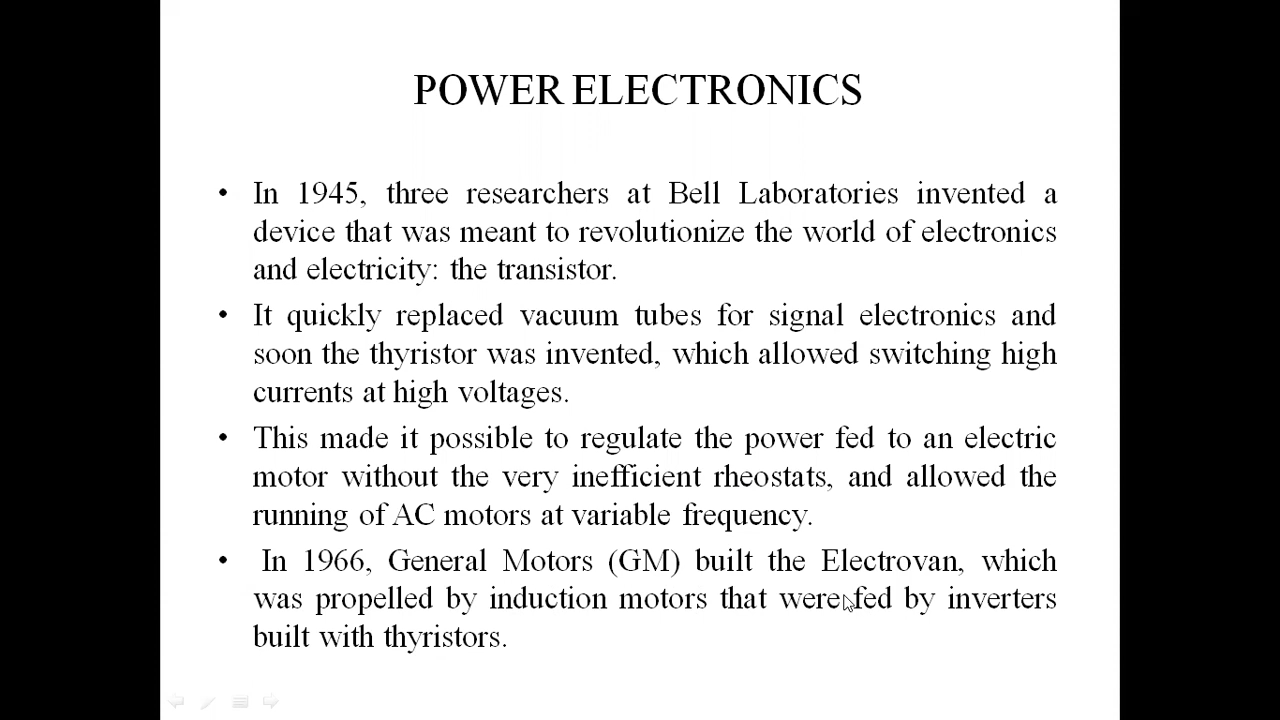 POWER ELECTRONICS
• In 1945, three researchers at Bell Laboratories invented a
device that was meant to revolutionize the world of electronics
and electricity: the transistor.
• It quickly replaced vacuum tubes for signal electronics and
soon the thyristor was invented, which allowed switching high
currents at high voltages.
• This made it possible to regulate the power fed to an electric
motor without the very inefficient rheostats, and allowed the
running of AC motors at variable frequency.
• In 1966, General Motors (GM) built the Electrovan, which
was propelled by induction motors that were fed by inverters
built with thyristors.